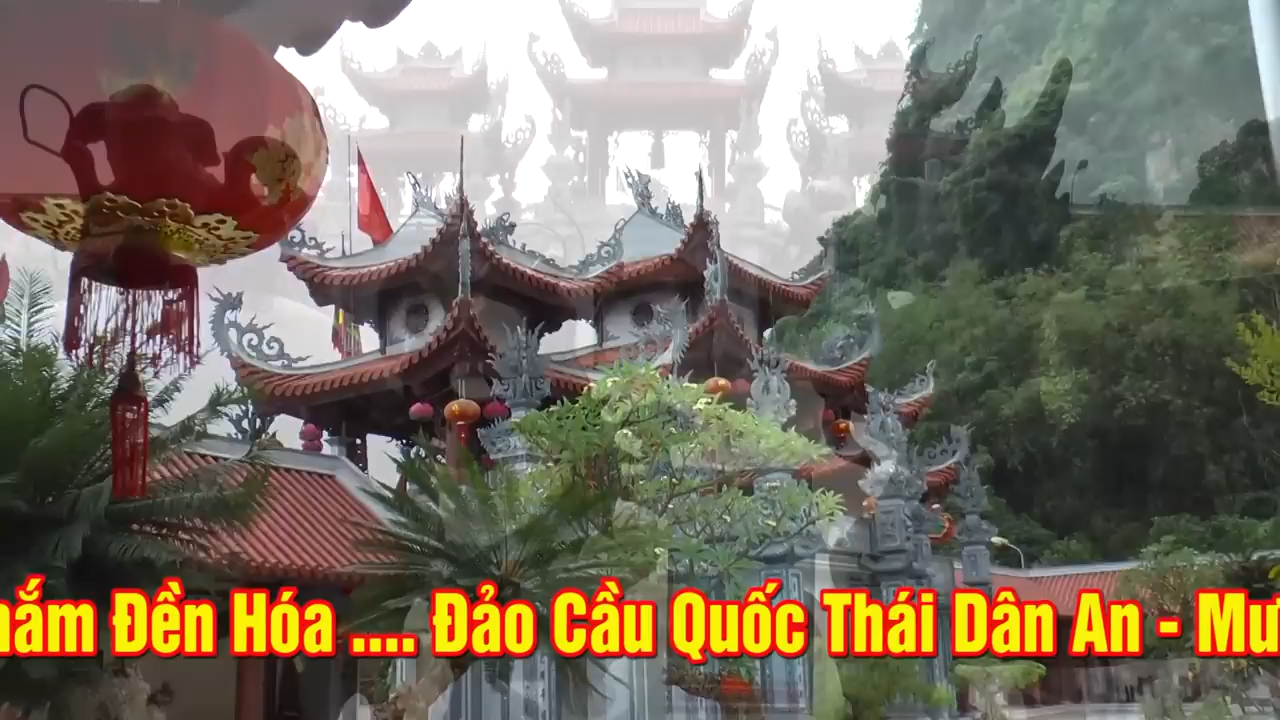 Đền Hóa .... Đảo Cầu Quốc Thái Dân An -